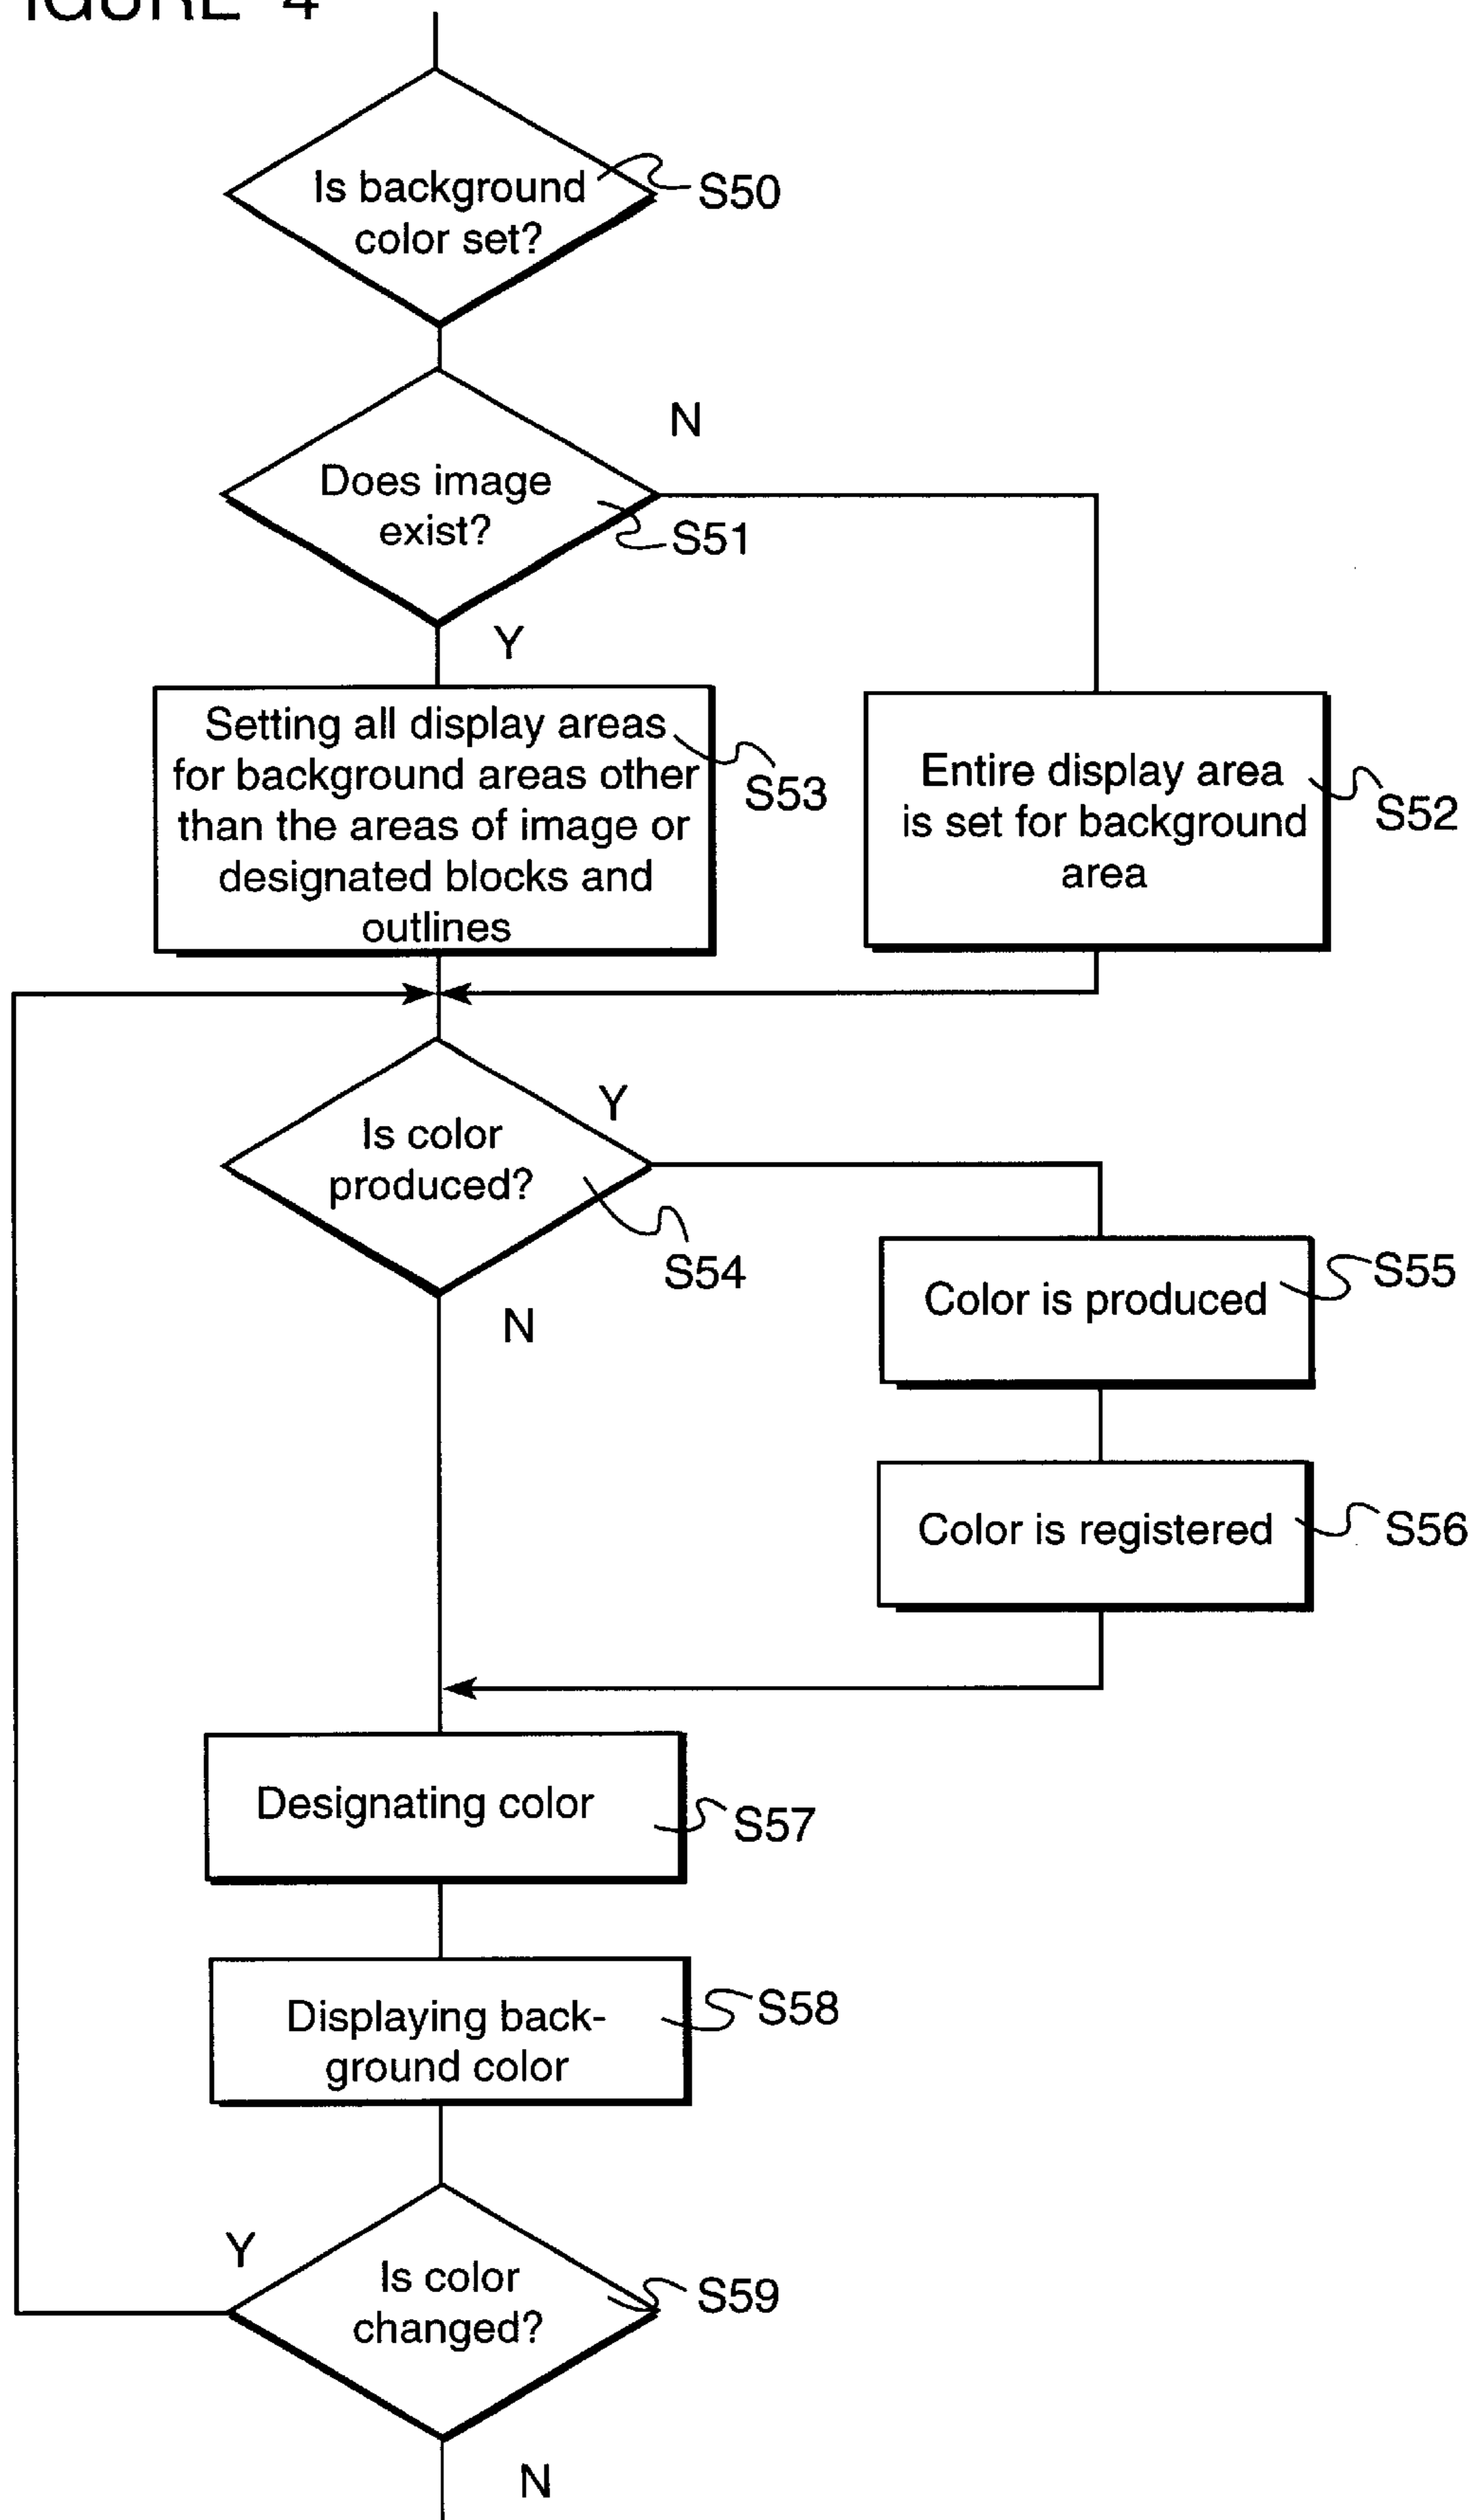 IGURE 4
Is background
color set?
S50
N
Does image
exist?
S51
Y
Setting all display areas
for background areas other
than the areas of image or
designated blocks and
outlines
S53
Entire display area
is set for background
area
S52
Y
Is color
produced?
S54
N
Color is produced
S55
Color is registered
S56
Designating color
S57
Displaying back-
ground color
S58
Y
Is color
changed?
S59
N